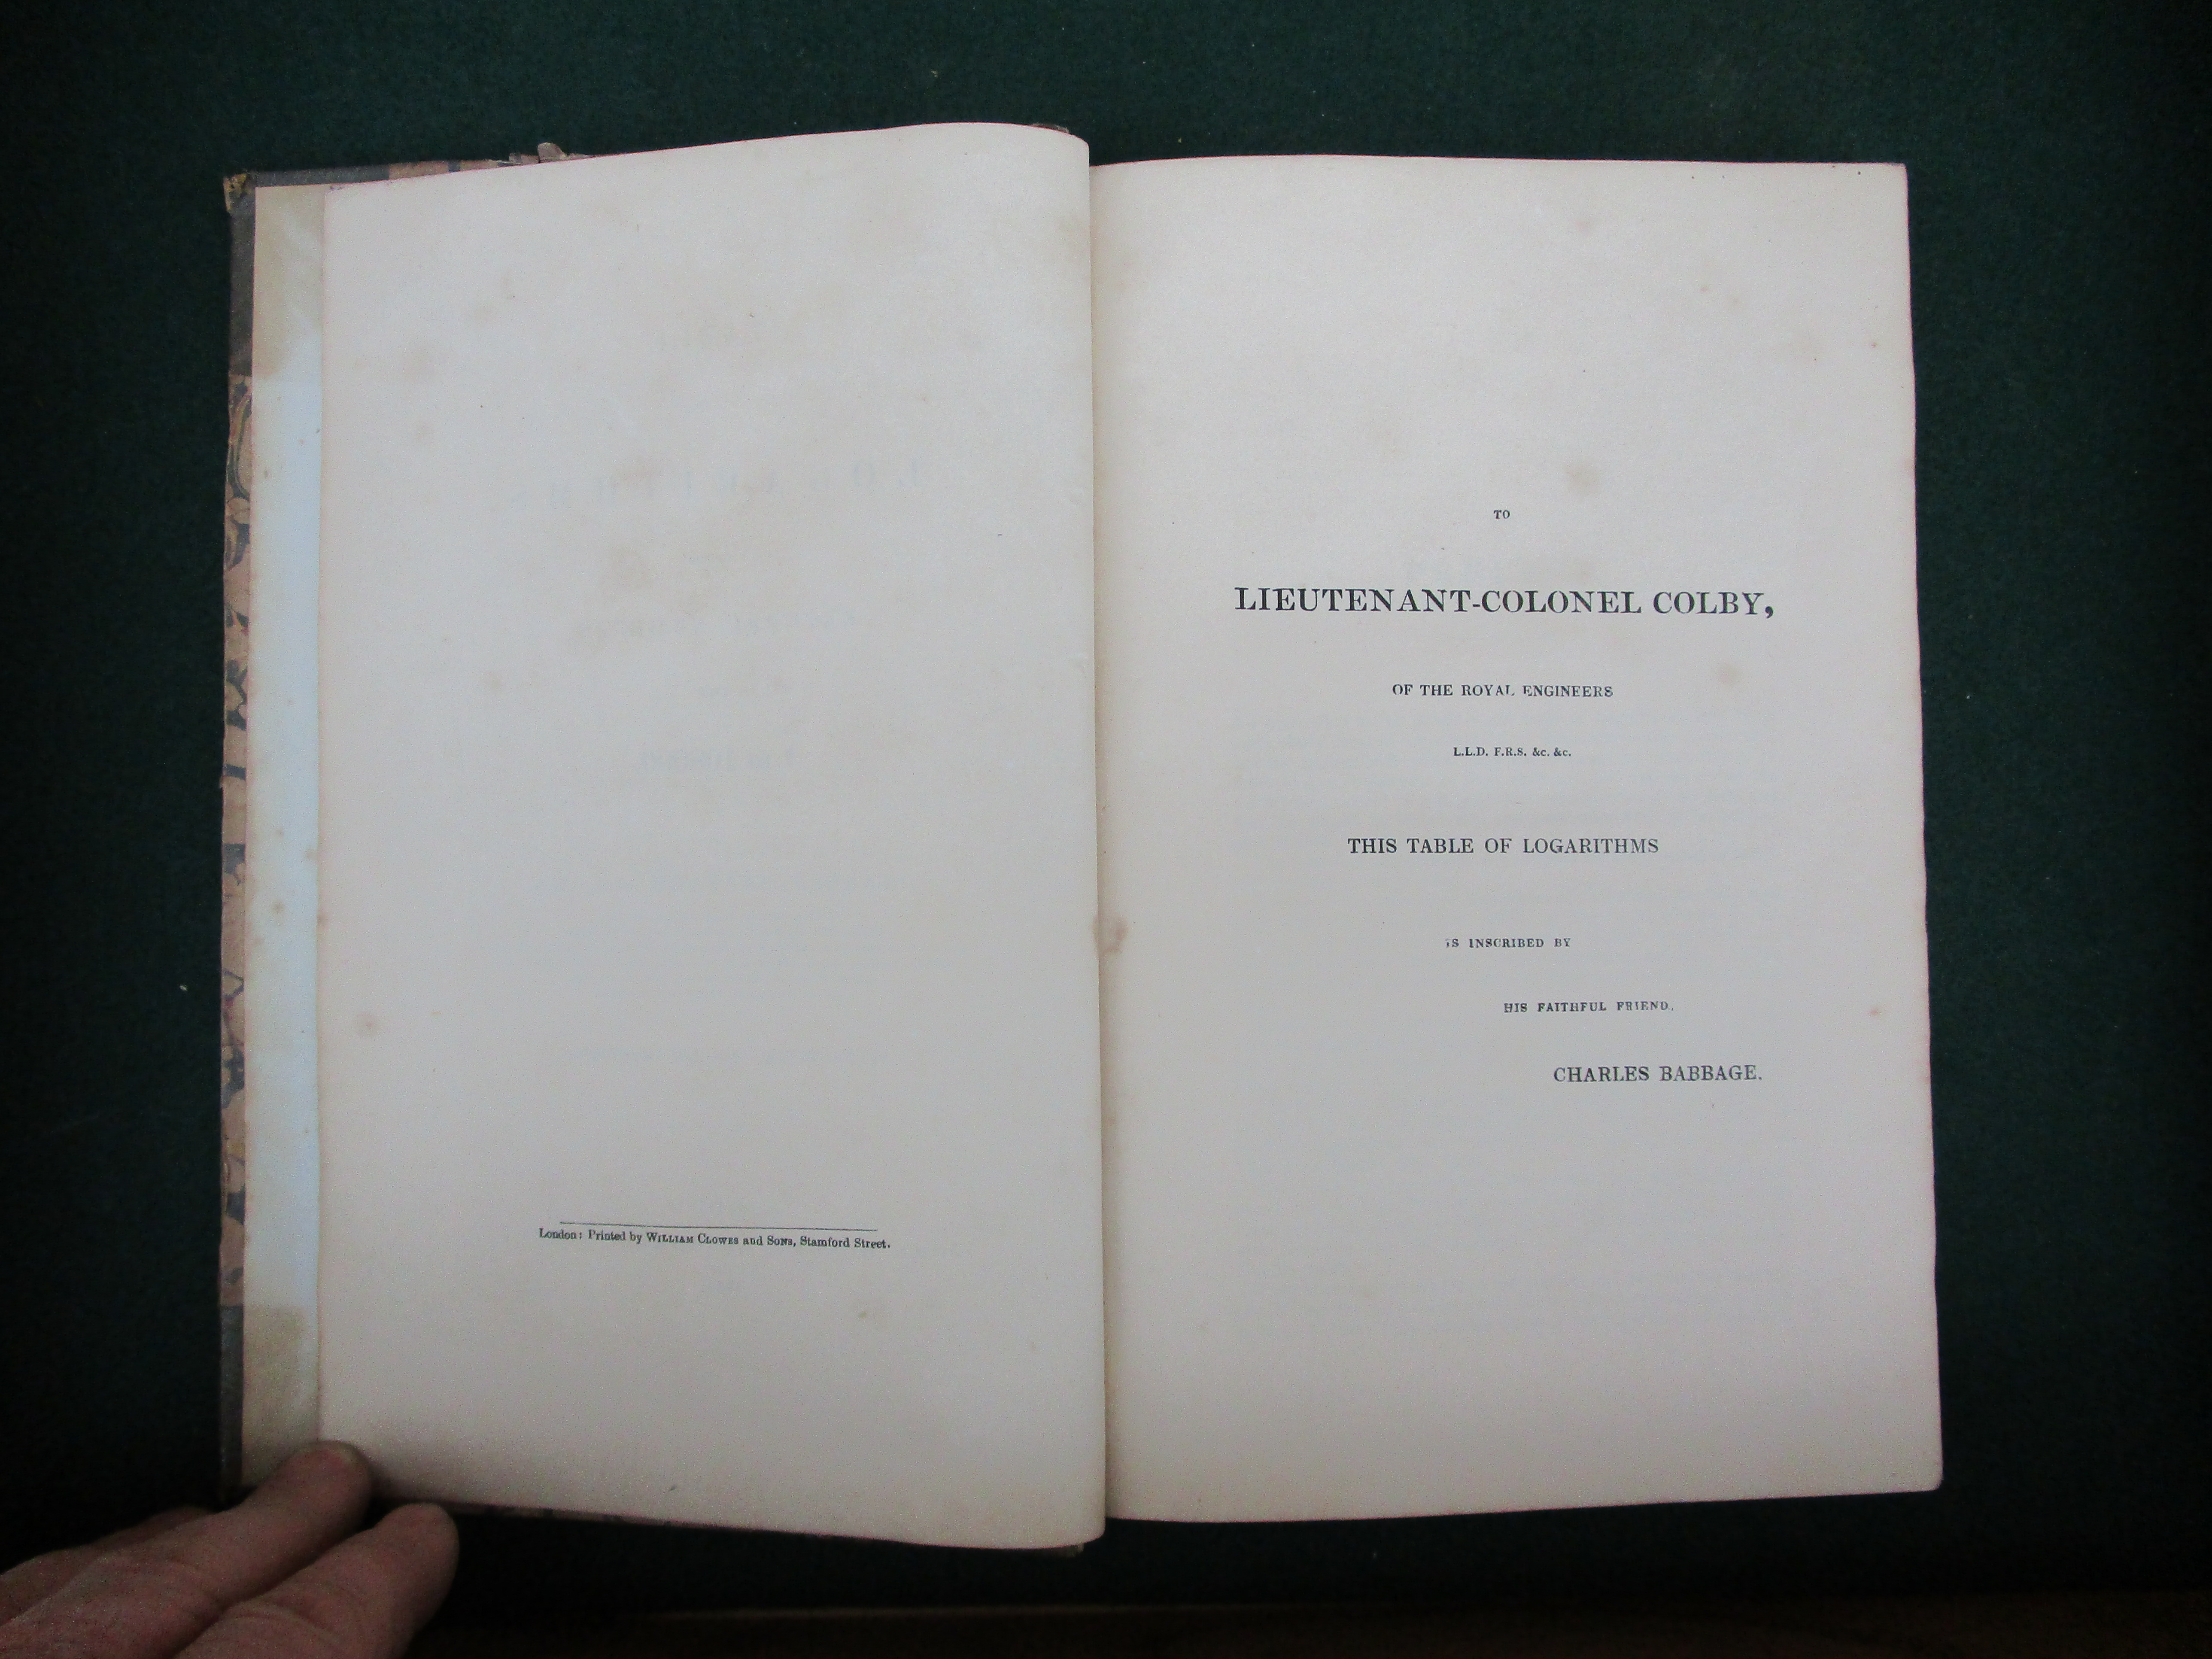 London: Printed by WILLIAM CLOWES and SONS, Stamford Street.
TO
LIEUTENANT-COLONEL COLBY,
OF THE ROYAL ENGINEERS
L.L.D. F.R.S. &c. &c.
THIS TABLE OF LOGARITHMS
IS INSCRIBED BY
HIS FAITHFUL FRIEND,
CHARLES BABBAGE.